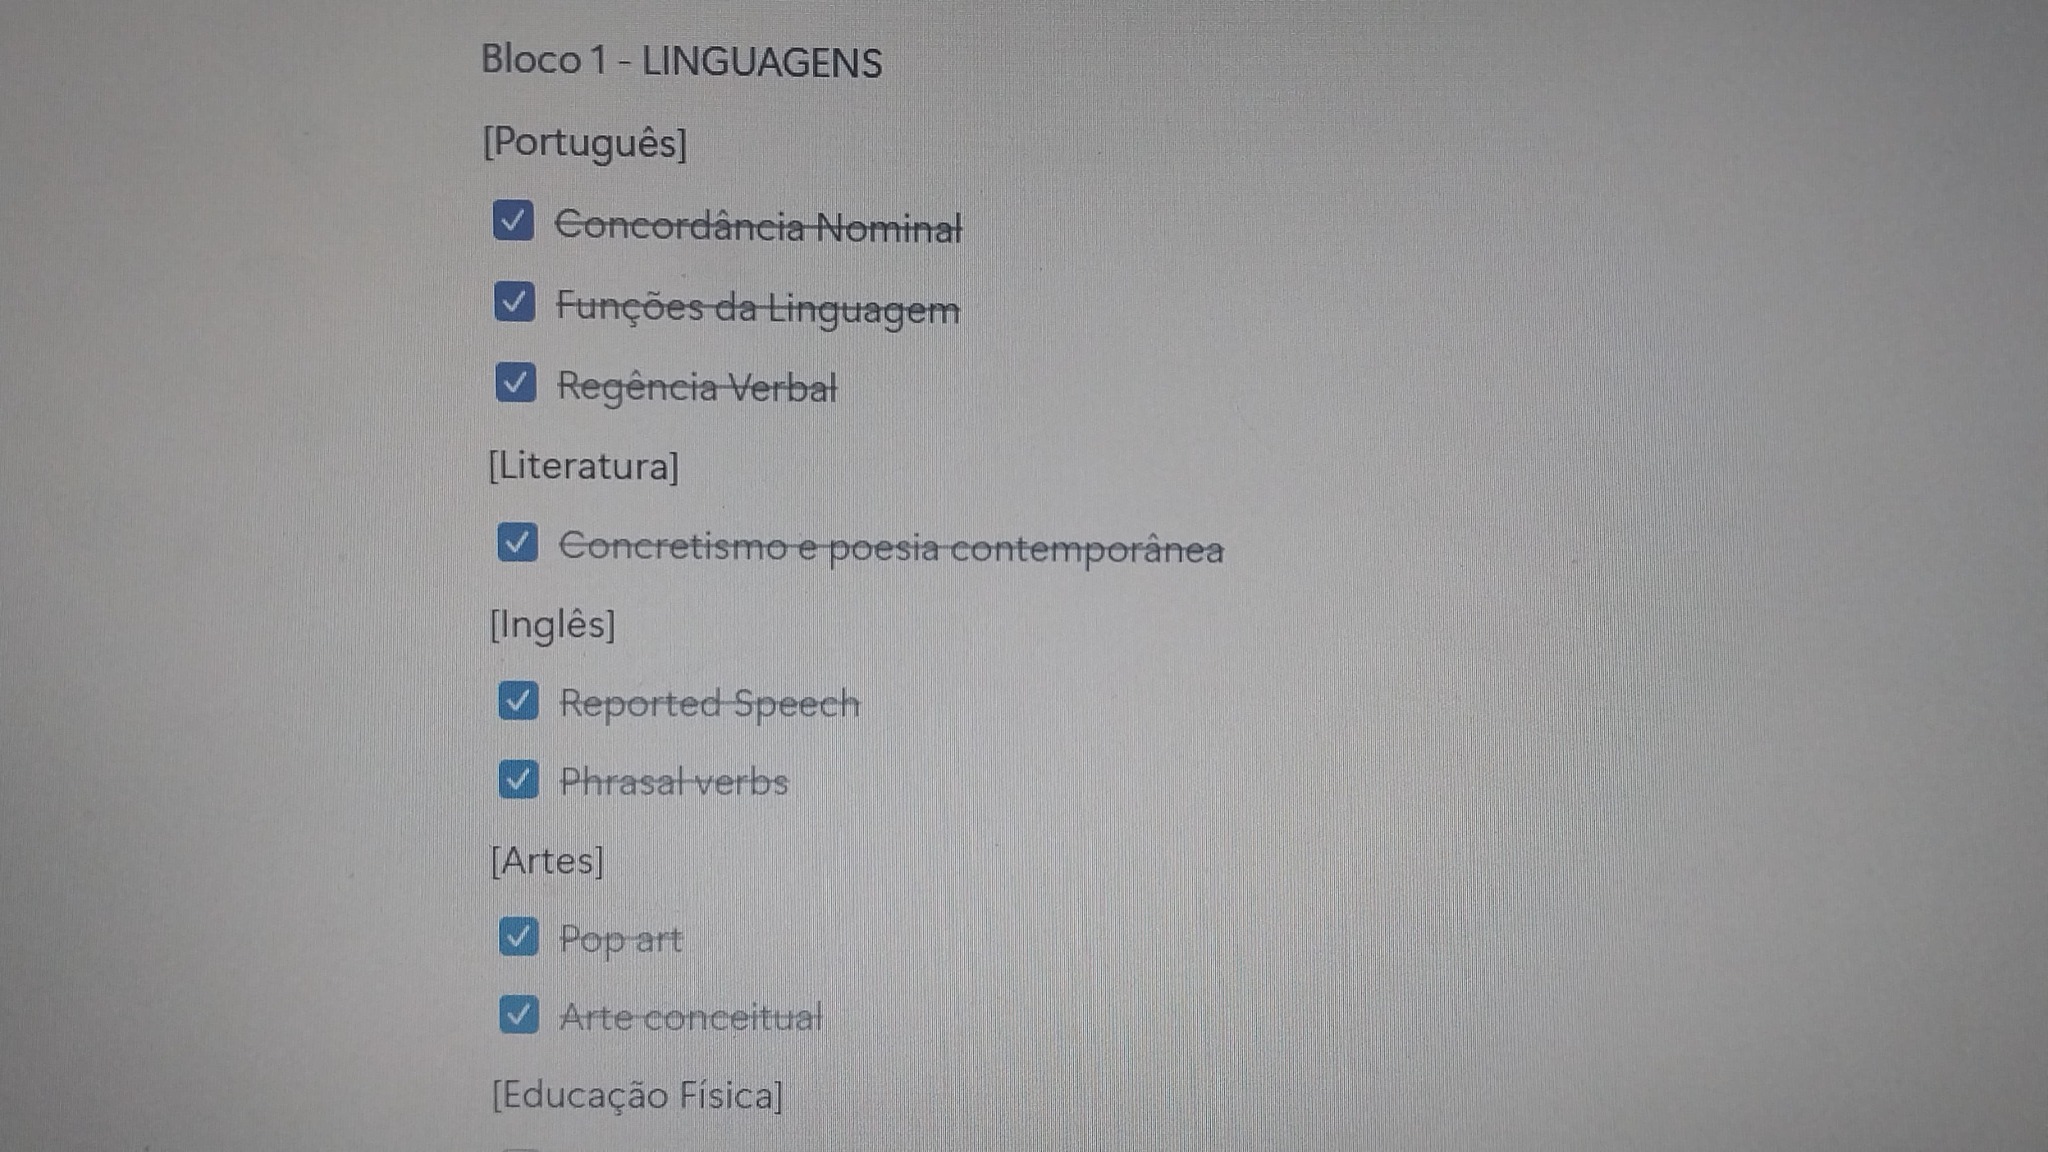 Bloco 1 - LINGUAGENS
[Português]
Concordância Nominal
Funções da Linguagem
Regência Verbal
[Literatura]
Concretismo e poesia contemporânea
[Inglês]
Reported Speech
Phrasal verbs
[Artes]
Pop art
Arte conceitual
[Educação Física]